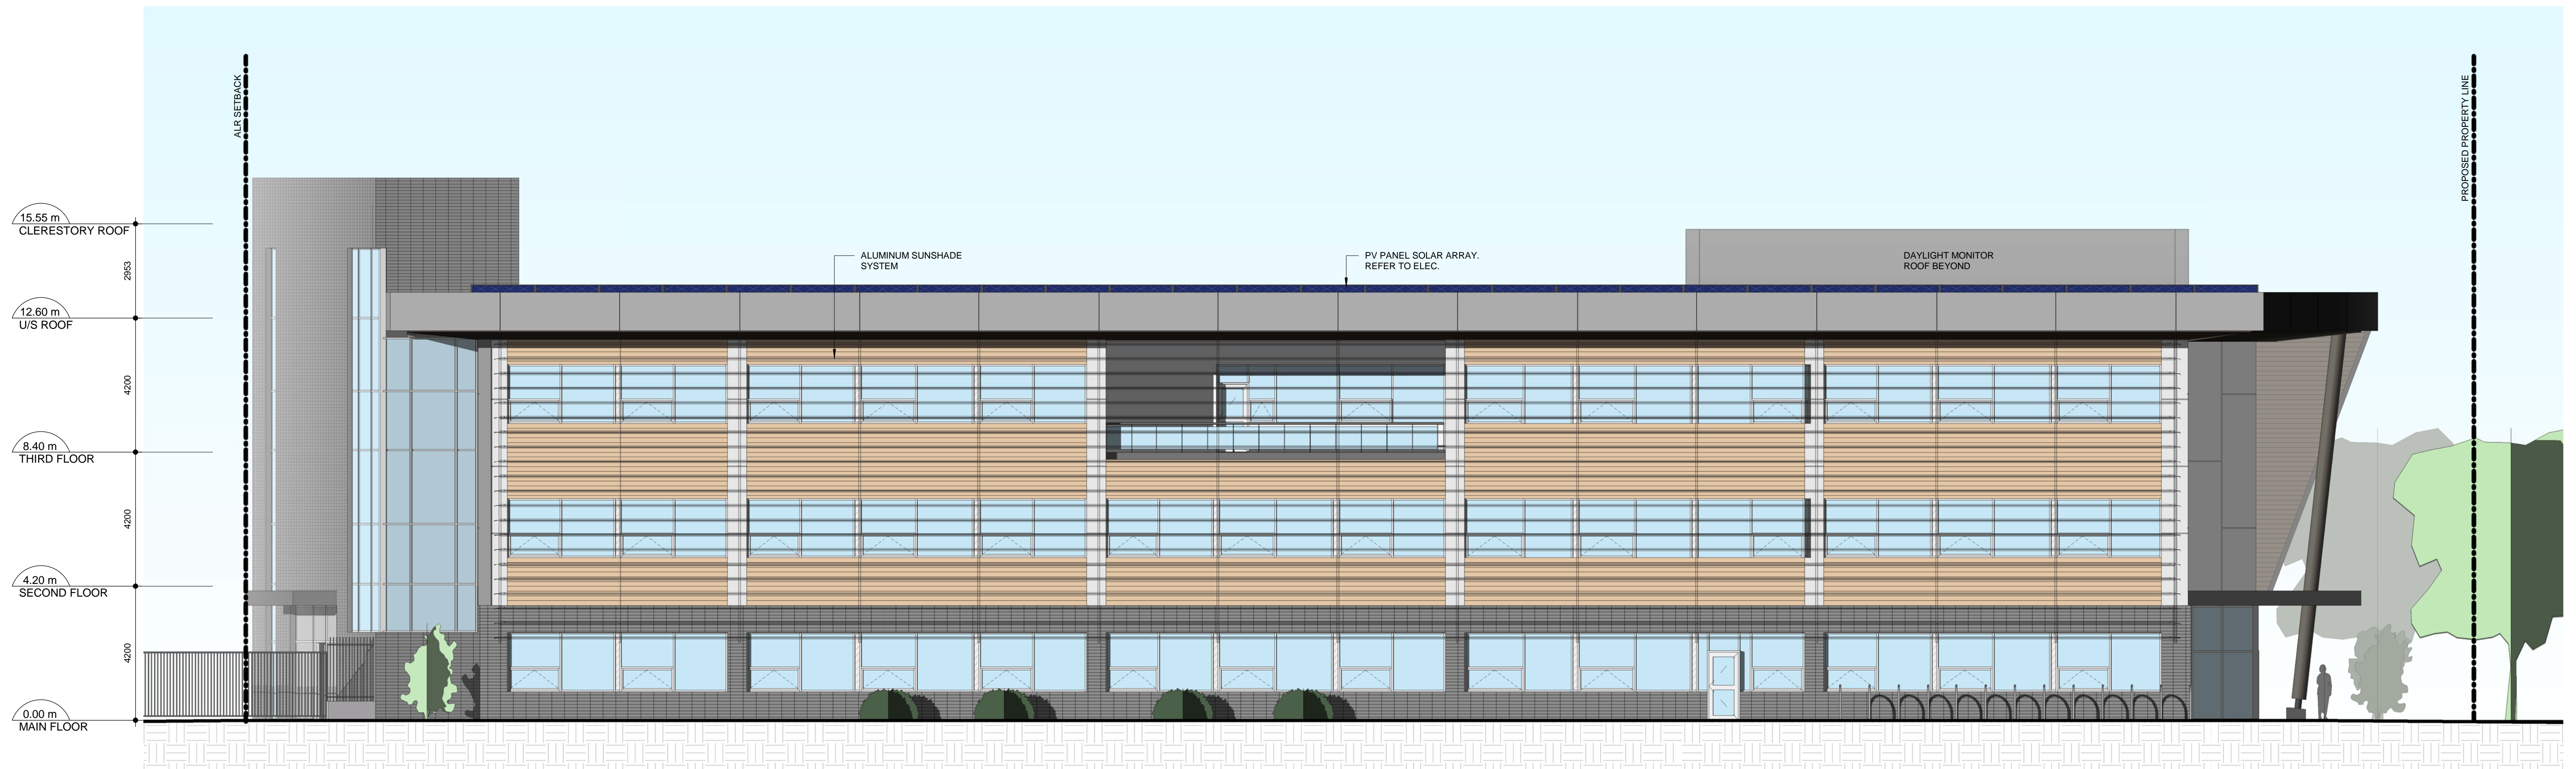 ALR SETBACK
PROPOSED PROPERTY LINE
15.55 m
CLERESTORY ROOF
2953
ALUMINUM SUNSHADE
SYSTEM
PV PANEL SOLAR ARRAY.
REFER TO ELEC.
DAYLIGHT MONITOR
ROOF BEYOND
12.60 m
U/S ROOF
4200
8.40 m
THIRD FLOOR
4200
4.20 m
SECOND FLOOR
4200
0.00 m
MAIN FLOOR